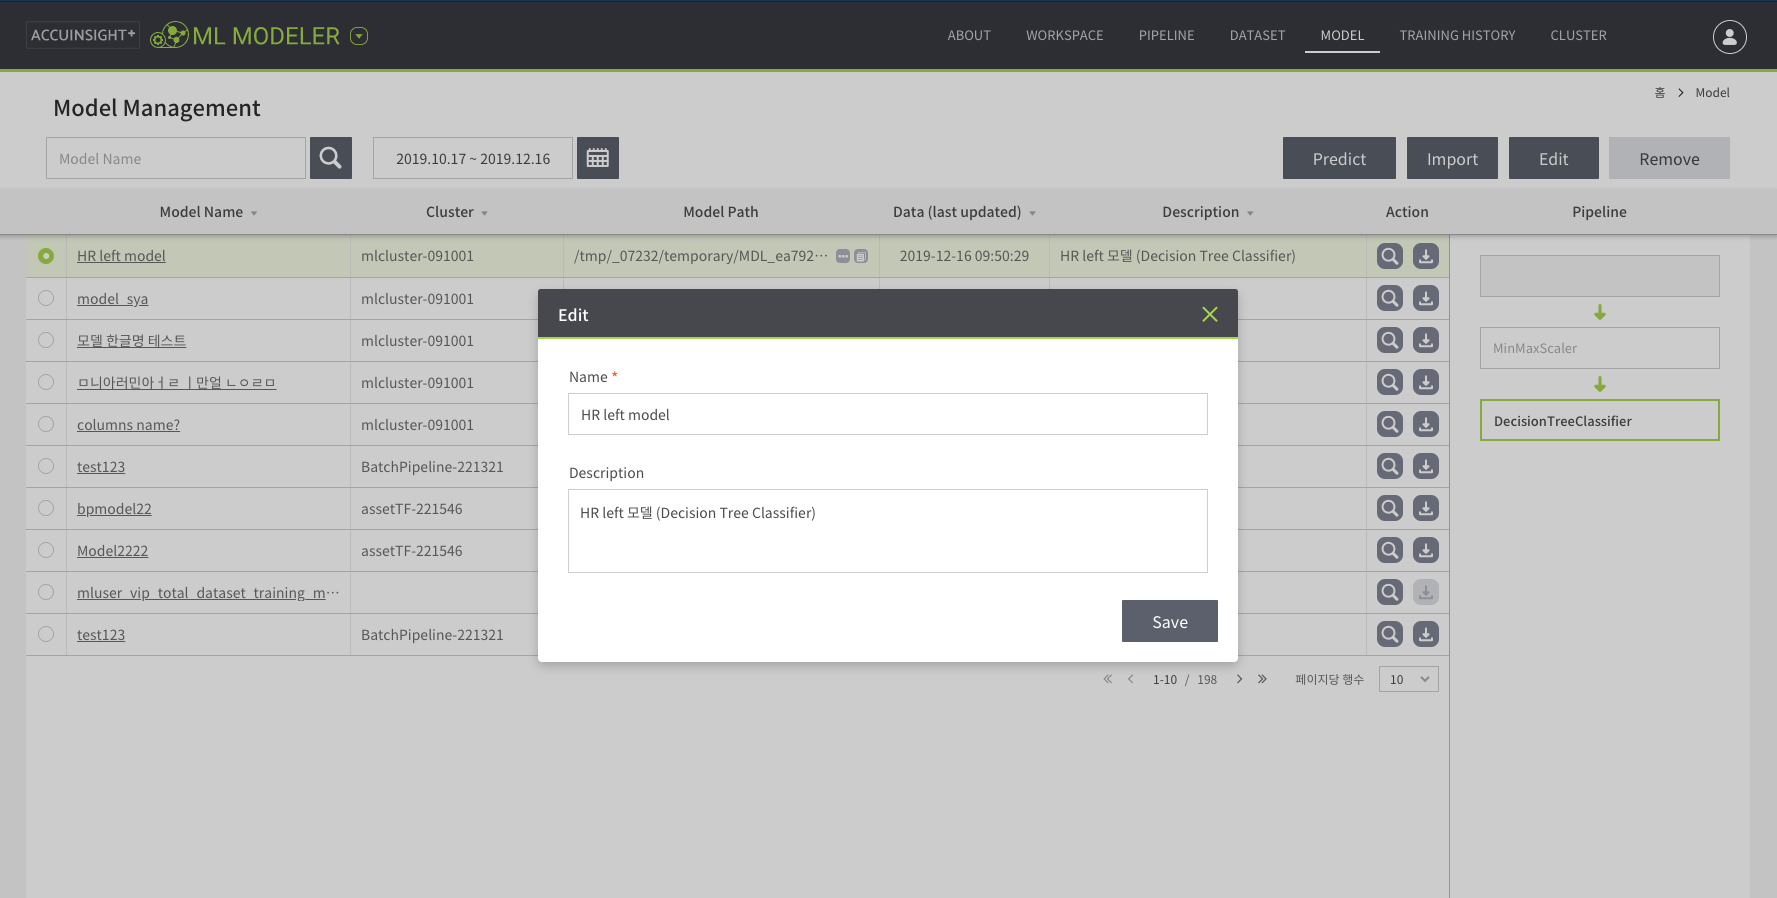 ACCUINSIGHT+ ML MODELER
ABOUT WORKSPACE PIPELINE DATASET MODEL TRAINING HISTORY CLUSTER
홈 > Model
Model Management
Model Name
2019.10.17 ~ 2019.12.16
Predict Import Edit Remove
Model Name Cluster Model Path Data (last updated) Description Action Pipeline
HR left model mlcluster-091001 /tmp/_07232/temporary/MDL_ea792··· 2019-12-16 09:50:29 HR left 모델 (Decision Tree Classifier)
model_sya mlcluster-091001
모델 한글명 테스트 mlcluster-091001
ㅁ니아러민아ㅓㄹㅣ만얼ㄴㅇㄹㅁ mlcluster-091001
columns name? mlcluster-091001
test123 BatchPipeline-221321
bpmodel22 assetTF-221546
Model2222 assetTF-221546
mluser_vip_total_dataset_training_m···
test123 BatchPipeline-221321
Edit
Name *
HR left model
Description
HR left 모델 (Decision Tree Classifier)
Save
MinMaxScaler
DecisionTreeClassifier
1-10 / 198 페이지당 행수 10